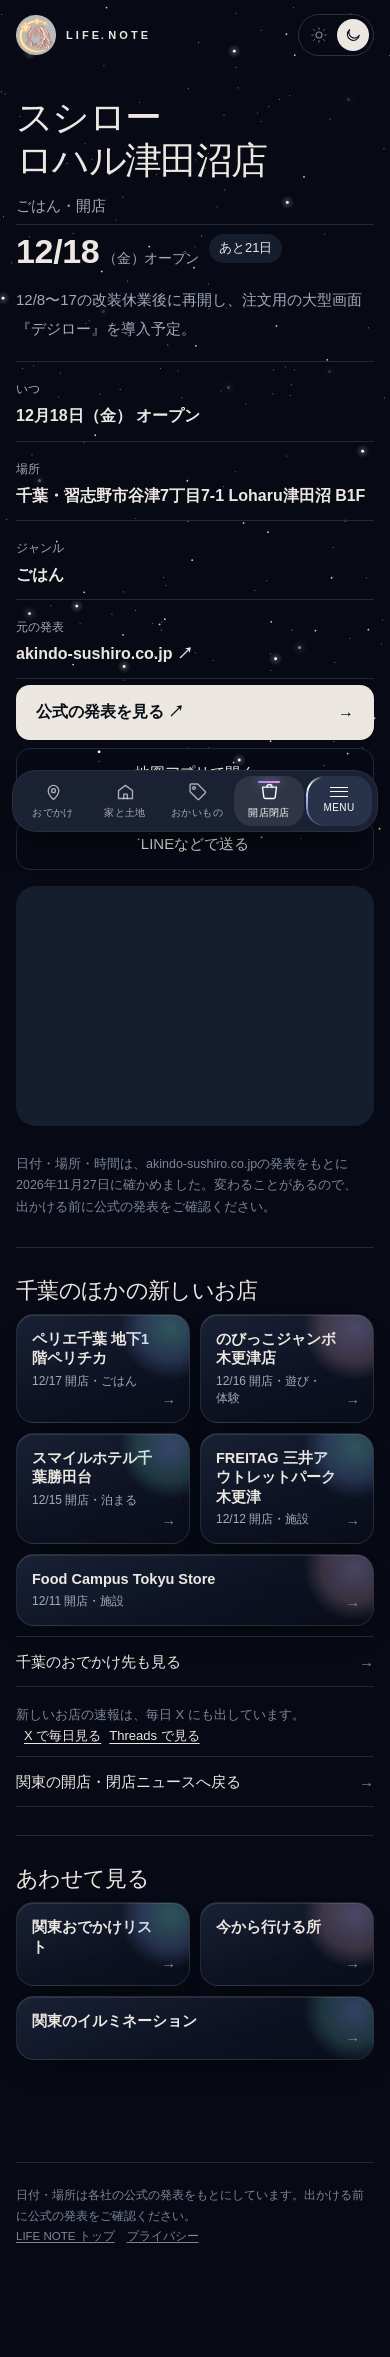 LIFE.NOTE
スシロー
ロハル津田沼店
ごはん・開店
12/18（金）オープン あと21日
12/8〜17の改装休業後に再開し、注文用の大型画面
『デジロー』を導入予定。
いつ
12月18日（金） オープン
場所
千葉・習志野市谷津7丁目7-1 Loharu津田沼 B1F
ジャンル
ごはん
元の発表
akindo-sushiro.co.jp ↗
公式の発表を見る ↗ →
おでかけ 家と土地 おかいもの 開店閉店 MENU
LINEなどで送る
日付・場所・時間は、akindo-sushiro.co.jpの発表をもとに
2026年11月27日に確かめました。変わることがあるので、
出かける前に公式の発表をご確認ください。
千葉のほかの新しいお店
ペリエ千葉 地下1
階ペリチカ
12/17 開店・ごはん
→
のびっこジャンボ
木更津店
12/16 開店・遊び・
体験
→
スマイルホテル千
葉勝田台
12/15 開店・泊まる
→
FREITAG 三井ア
ウトレットパーク
木更津
12/12 開店・施設
→
Food Campus Tokyu Store
12/11 開店・施設
→
千葉のおでかけ先も見る →
新しいお店の速報は、毎日 X にも出しています。
X で毎日見る Threads で見る
関東の開店・閉店ニュースへ戻る →
あわせて見る
関東おでかけリス
ト
→
今から行ける所
→
関東のイルミネーション
→
日付・場所は各社の公式の発表をもとにしています。出かける前
に公式の発表をご確認ください。
LIFE NOTE トップ プライバシー